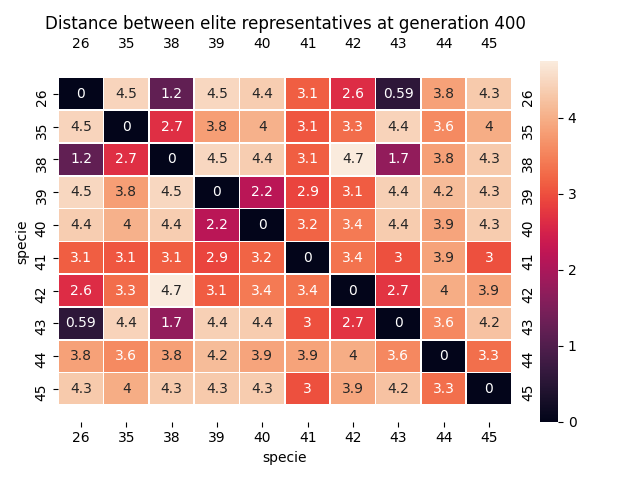 Distance between elite representatives at generation 400
26 35 38 39 40 41 42 43 44 45
26 0 4.5 1.2 4.5 4.4 3.1 2.6 0.59 3.8 4.3 26
35 4.5 0 2.7 3.8 4 3.1 3.3 4.4 3.6 4 35
38 1.2 2.7 0 4.5 4.4 3.1 4.7 1.7 3.8 4.3 38
39 4.5 3.8 4.5 0 2.2 2.9 3.1 4.4 4.2 4.3 39
40 4.4 4 4.4 2.2 0 3.2 3.4 4.4 3.9 4.3 40
41 3.1 3.1 3.1 2.9 3.2 0 3.4 3 3.9 3 41
42 2.6 3.3 4.7 3.1 3.4 3.4 0 2.7 4 3.9 42
43 0.59 4.4 1.7 4.4 4.4 3 2.7 0 3.6 4.2 43
44 3.8 3.6 3.8 4.2 3.9 3.9 4 3.6 0 3.3 44
45 4.3 4 4.3 4.3 4.3 3 3.9 4.2 3.3 0 45
26 35 38 39 40 41 42 43 44 45
specie
specie
4
3
2
1
0